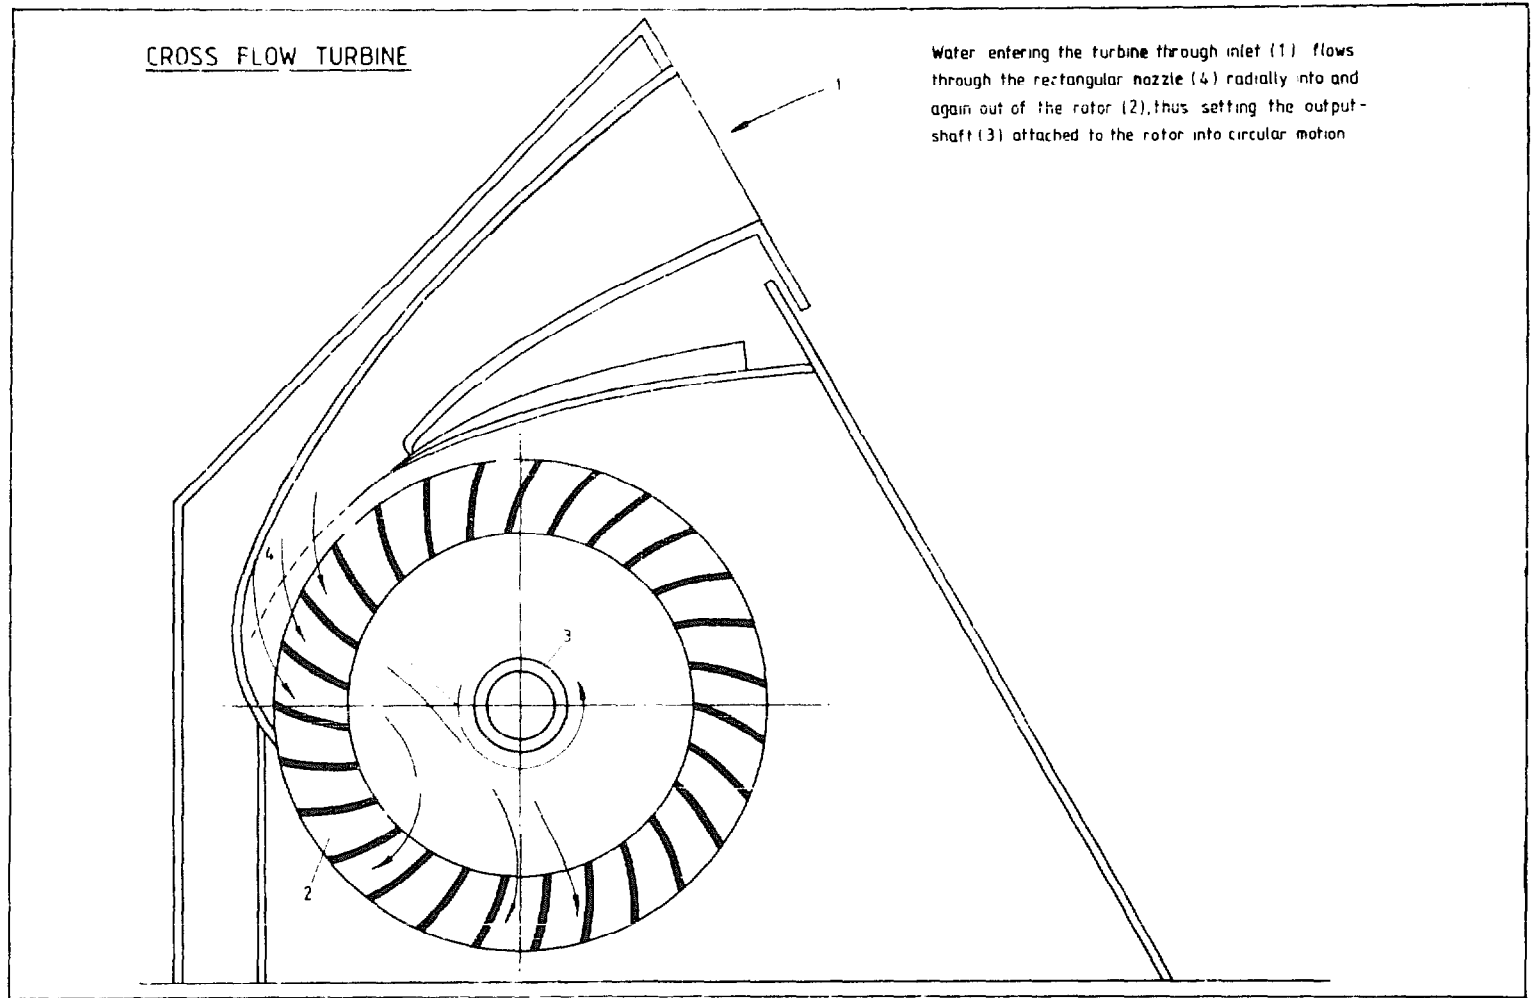 CROSS FLOW TURBINE
Water entering the turbine through inlet (1) flows
through the rectangular nozzle (4) radially into and
again out of the rotor (2), thus setting the output-
shaft (3) attached to the rotor into circular motion
1
4
3
2